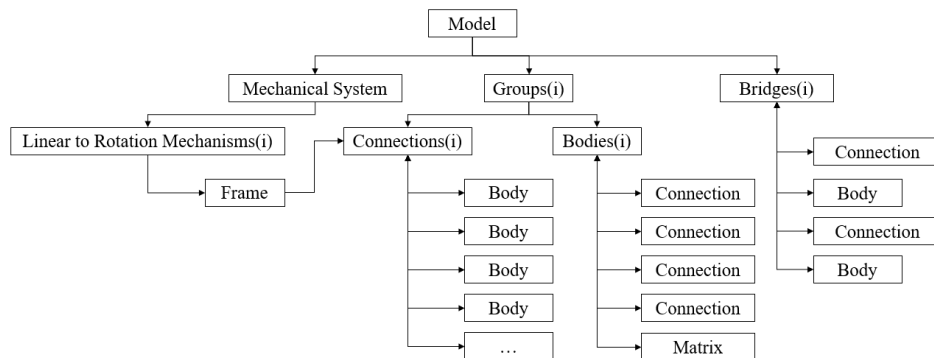 Model
Mechanical System
Groups(i)
Bridges(i)
Linear to Rotation Mechanisms(i)
Connections(i)
Bodies(i)
Frame
Body
Body
Body
Body
…
Connection
Connection
Connection
Connection
Matrix
Connection
Body
Connection
Body